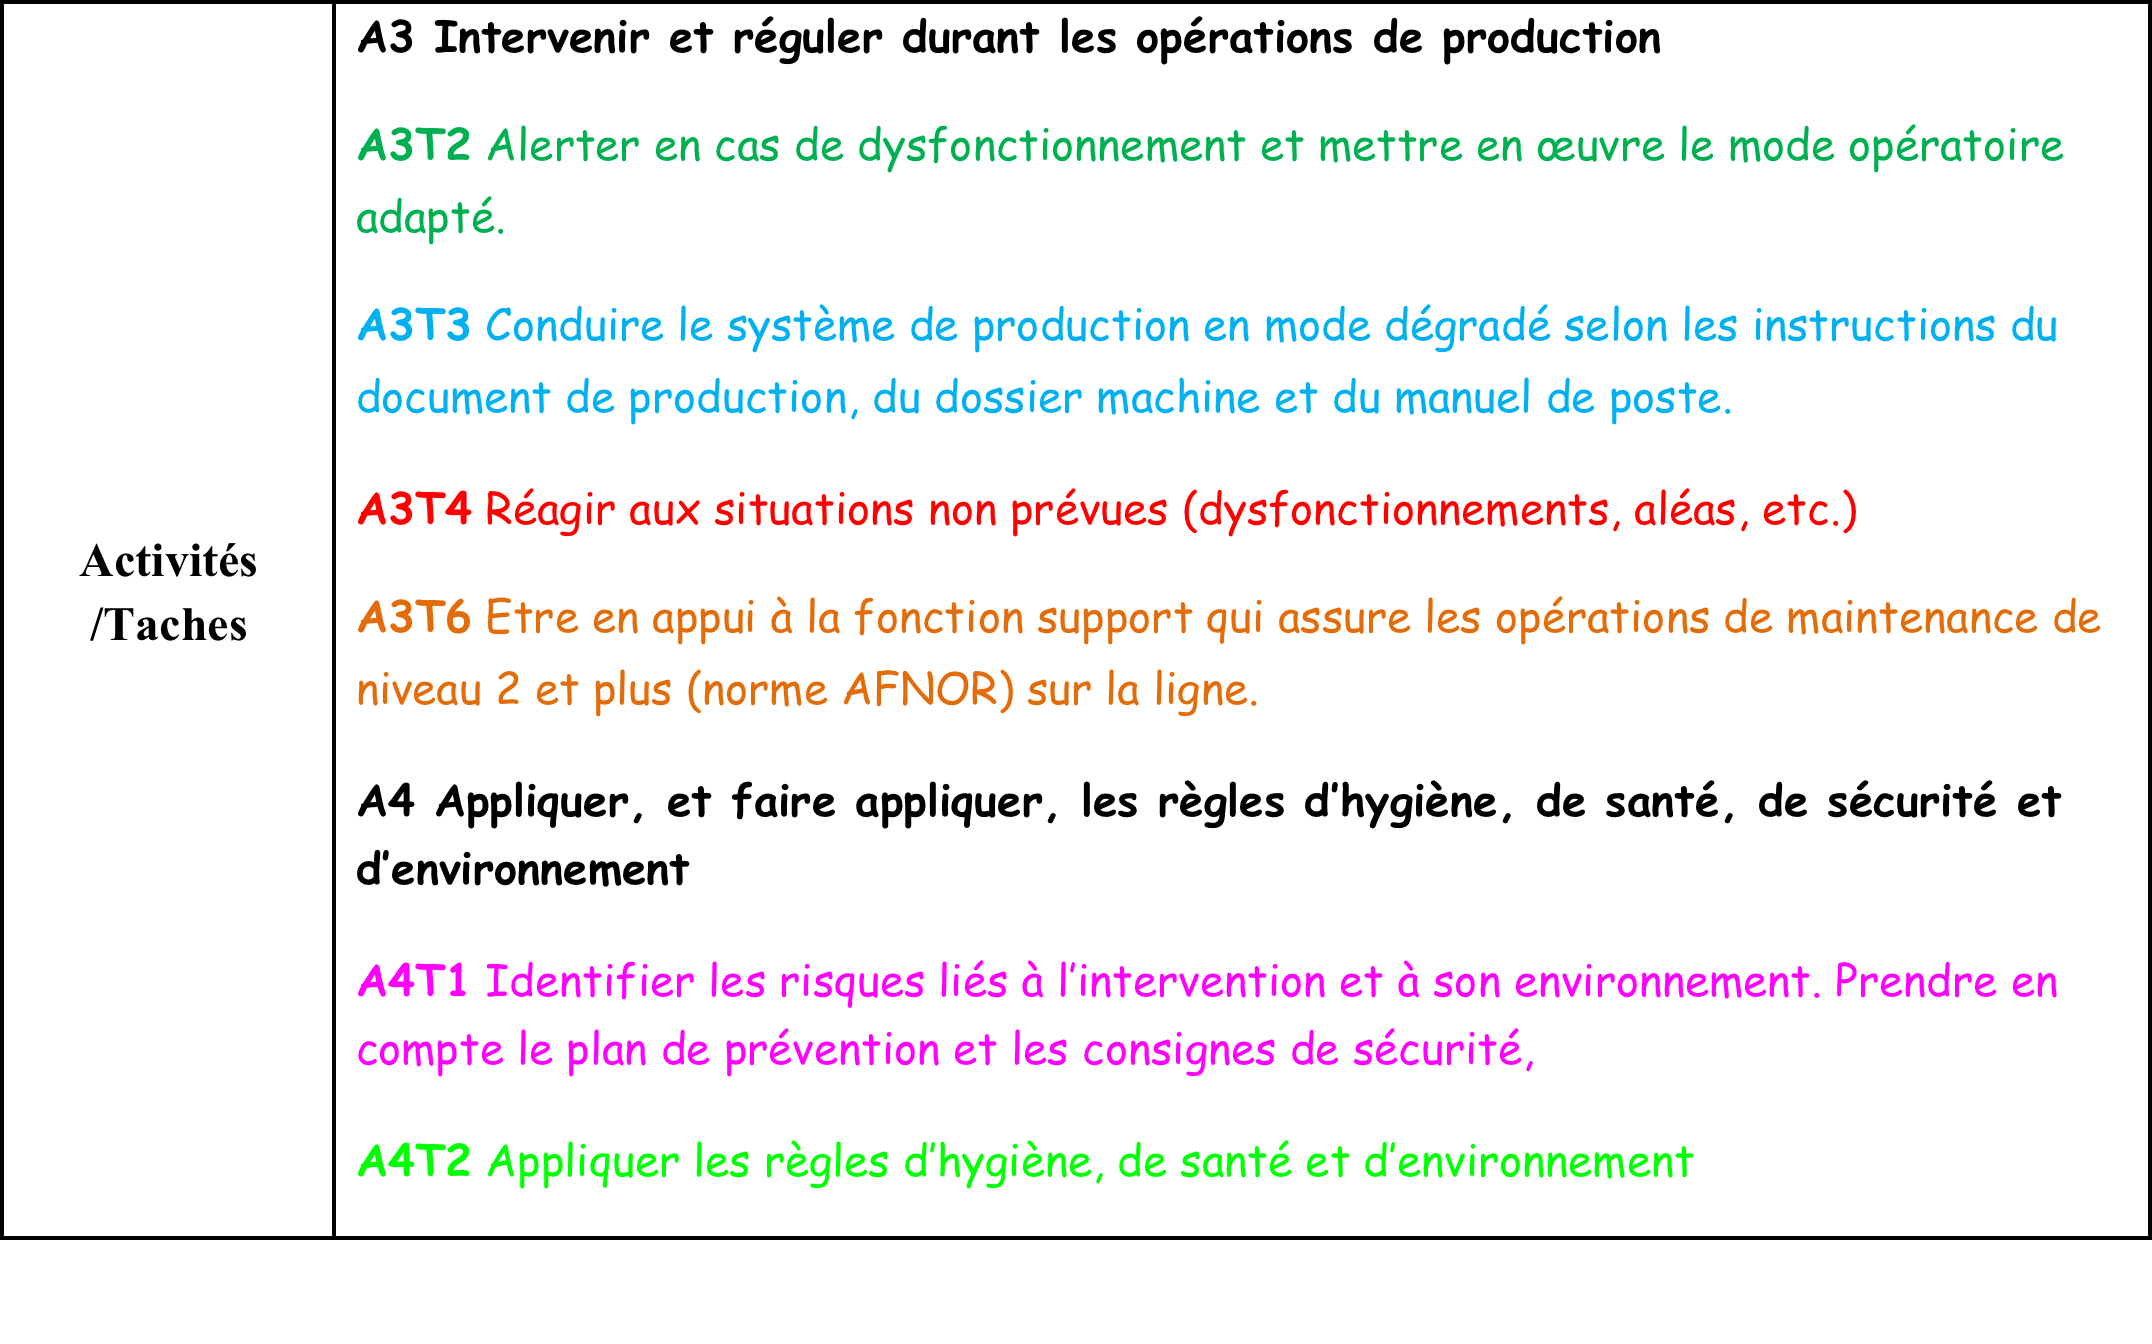 Activités
/Taches
A3 Intervenir et réguler durant les opérations de production
A3T2 Alerter en cas de dysfonctionnement et mettre en œuvre le mode opératoire
adapté.
A3T3 Conduire le système de production en mode dégradé selon les instructions du
document de production, du dossier machine et du manuel de poste.
A3T4 Réagir aux situations non prévues (dysfonctionnements, aléas, etc.)
A3T6 Etre en appui à la fonction support qui assure les opérations de maintenance de
niveau 2 et plus (norme AFNOR) sur la ligne.
A4 Appliquer, et faire appliquer, les règles d’hygiène, de santé, de sécurité et
d’environnement
A4T1 Identifier les risques liés à l’intervention et à son environnement. Prendre en
compte le plan de prévention et les consignes de sécurité,
A4T2 Appliquer les règles d’hygiène, de santé et d’environnement